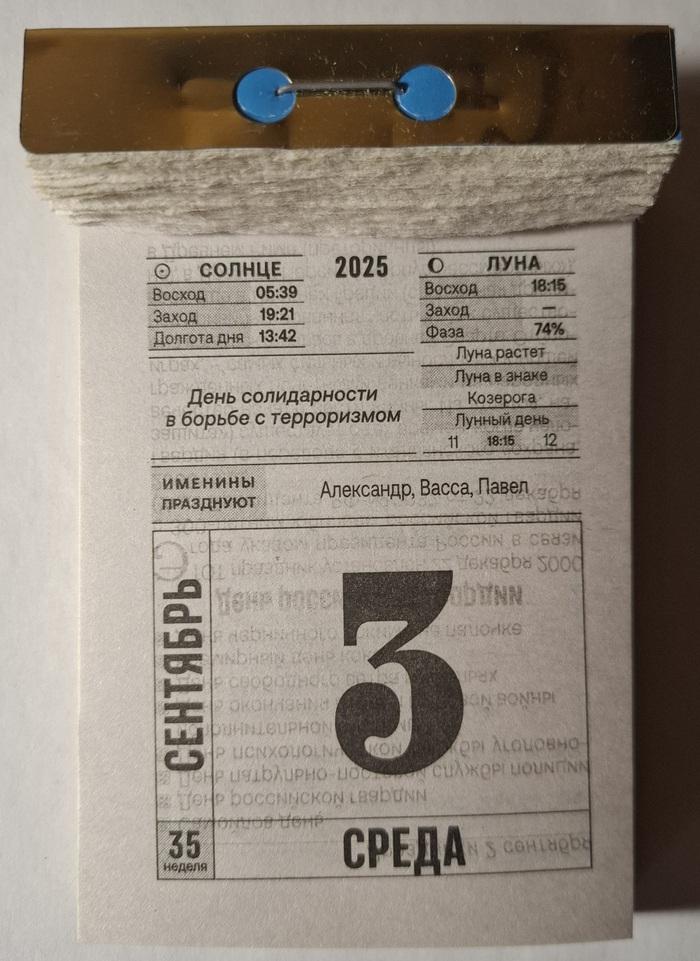 СОЛНЦЕ
Восход 05:39
Заход 19:21
Долгота дня 13:42
2025
ЛУНА
Восход 18:15
Заход —
Фаза 74%
Луна растет
Луна в знаке
Козерога
Лунный день
11 18:15 12
День солидарности
в борьбе с терроризмом
ИМЕНИНЫ
ПРАЗДНУЮТ
Александр, Васса, Павел
СЕНТЯБРЬ
3
35
неделя
СРЕДА